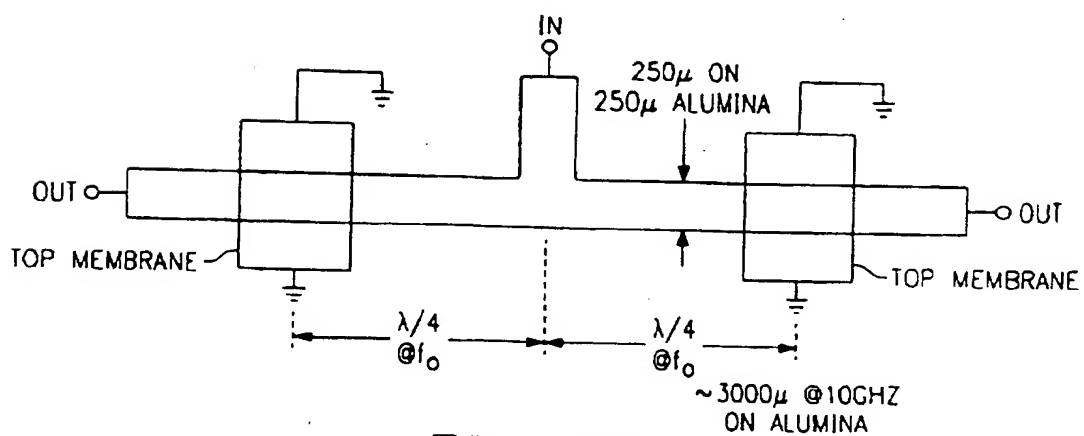 IN
250μ ON
250μ ALUMINA
OUT
OUT
TOP MEMBRANE
TOP MEMBRANE
λ/4
@f₀
λ/4
@f₀
~3000μ @10GHZ
ON ALUMINA